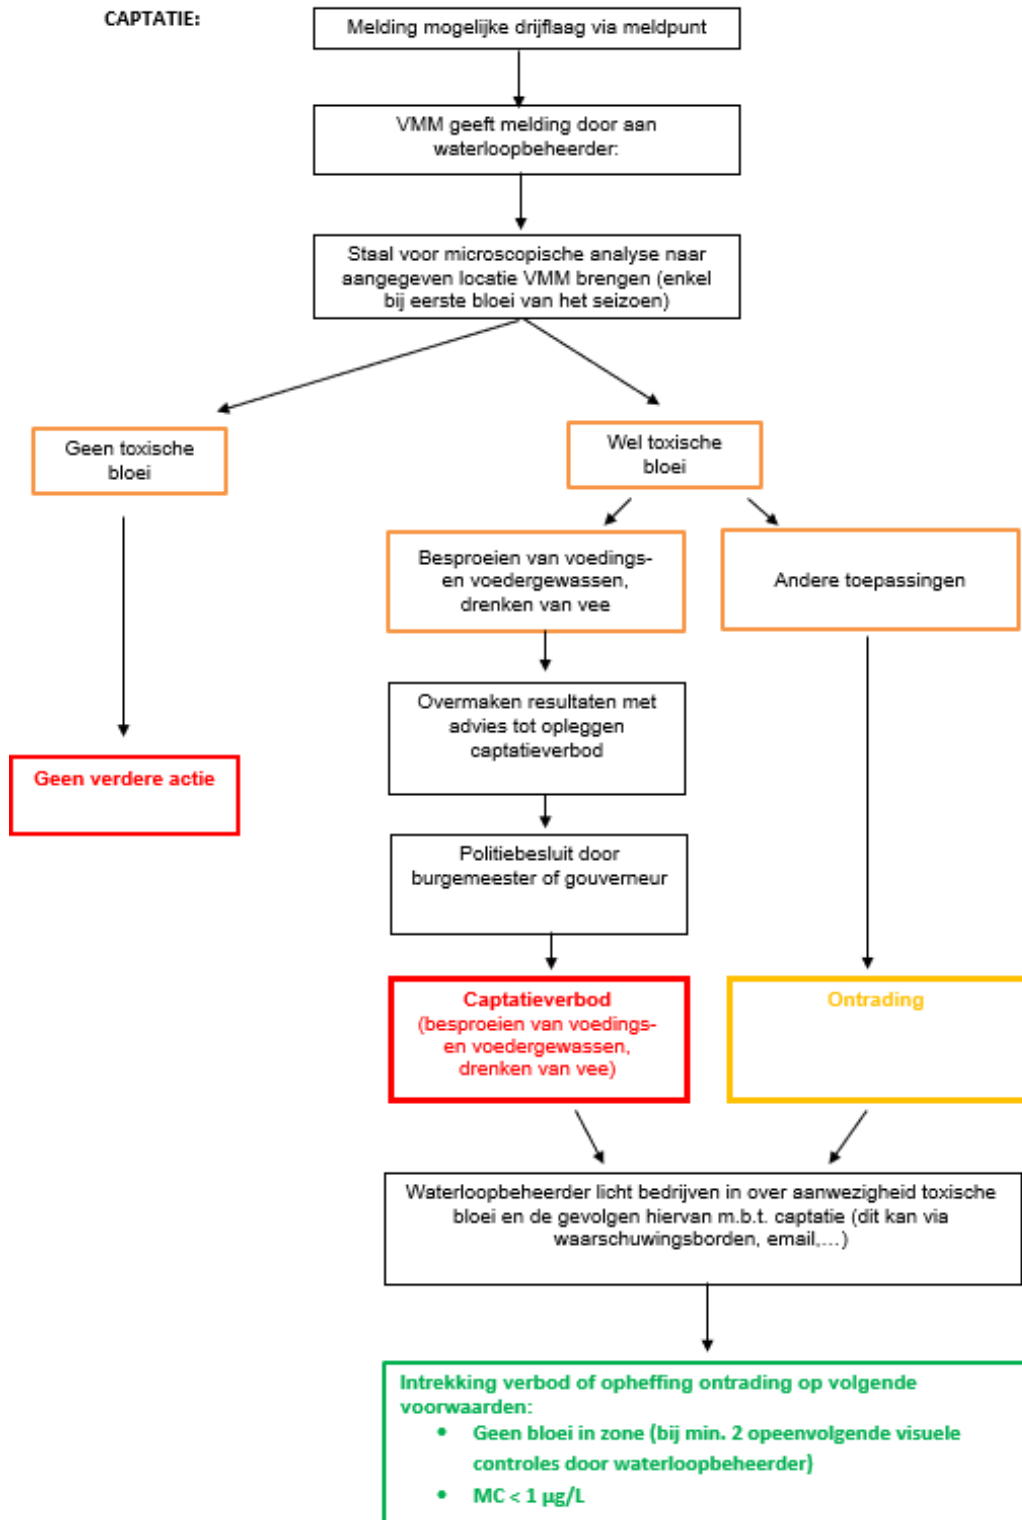 CAPTATIE:
Melding mogelijke drijflaag via meldpunt
VMM geeft melding door aan
waterloopbeheerder:
Staal voor microscopische analyse naar
aangegeven locatie VMM brengen (enkel
bij eerste bloei van het seizoen)
Geen toxische
bloei
Wel toxische
bloei
Besproeien van voedings-
en voedergewassen,
drenken van vee
Andere toepassingen
Overmaken resultaten met
advies tot opleggen
captatieverbod
Geen verdere actie
Politiebesluit door
burgemeester of gouverneur
Captatieverbod
(besproeien van voedings-
en voedergewassen,
drenken van vee)
Ontrading
Waterloopbeheerder licht bedrijven in over aanwezigheid toxische
bloei en de gevolgen hiervan m.b.t. captatie (dit kan via
waarschuwingsborden, email,...)
Intrekking verbod of opheffing ontrading op volgende
voorwaarden:
• Geen bloei in zone (bij min. 2 opeenvolgende visuele
controles door waterloopbeheerder)
• MC < 1 µg/L